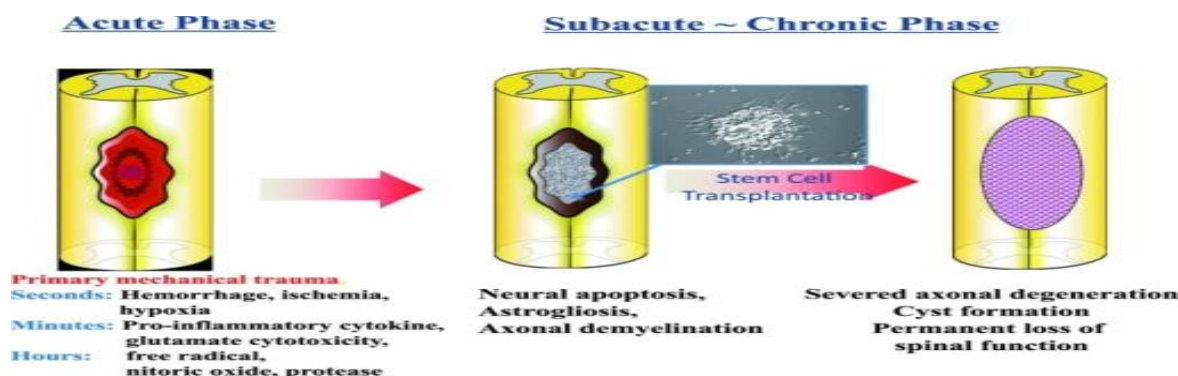 Acute Phase
Subacute ~ Chronic Phase
Stem Cell
Transplantation
Primary mechanical trauma
Seconds: Hemorrhage, ischemia,
hypoxia
Minutes: Pro-inflammatory cytokine,
glutamate cytotoxicity,
Hours: free radical,
nitoric oxide, protease
Neural apoptosis,
Astrogliosis,
Axonal demyelination
Severed axonal degeneration
Cyst formation
Permanent loss of
spinal function